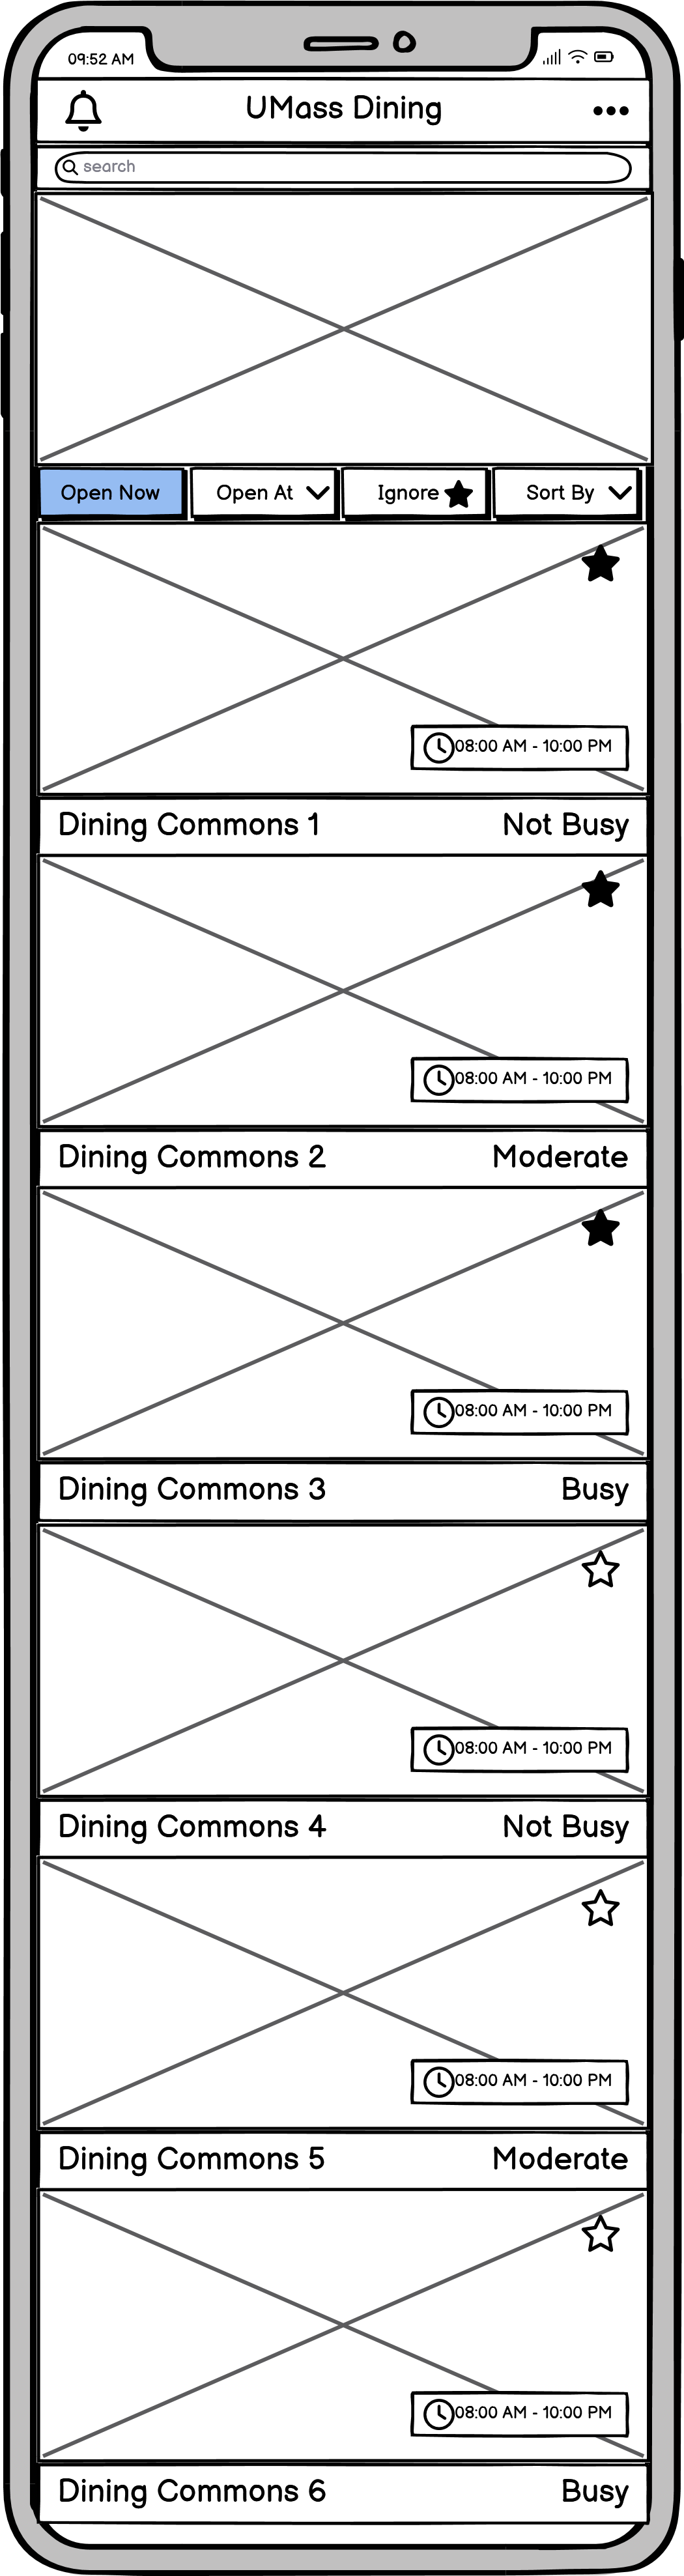 09:52 AM
UMass Dining
search
Open Now Open At Ignore Sort By
08:00 AM - 10:00 PM
Dining Commons 1 Not Busy
08:00 AM - 10:00 PM
Dining Commons 2 Moderate
08:00 AM - 10:00 PM
Dining Commons 3 Busy
08:00 AM - 10:00 PM
Dining Commons 4 Not Busy
08:00 AM - 10:00 PM
Dining Commons 5 Moderate
08:00 AM - 10:00 PM
Dining Commons 6 Busy